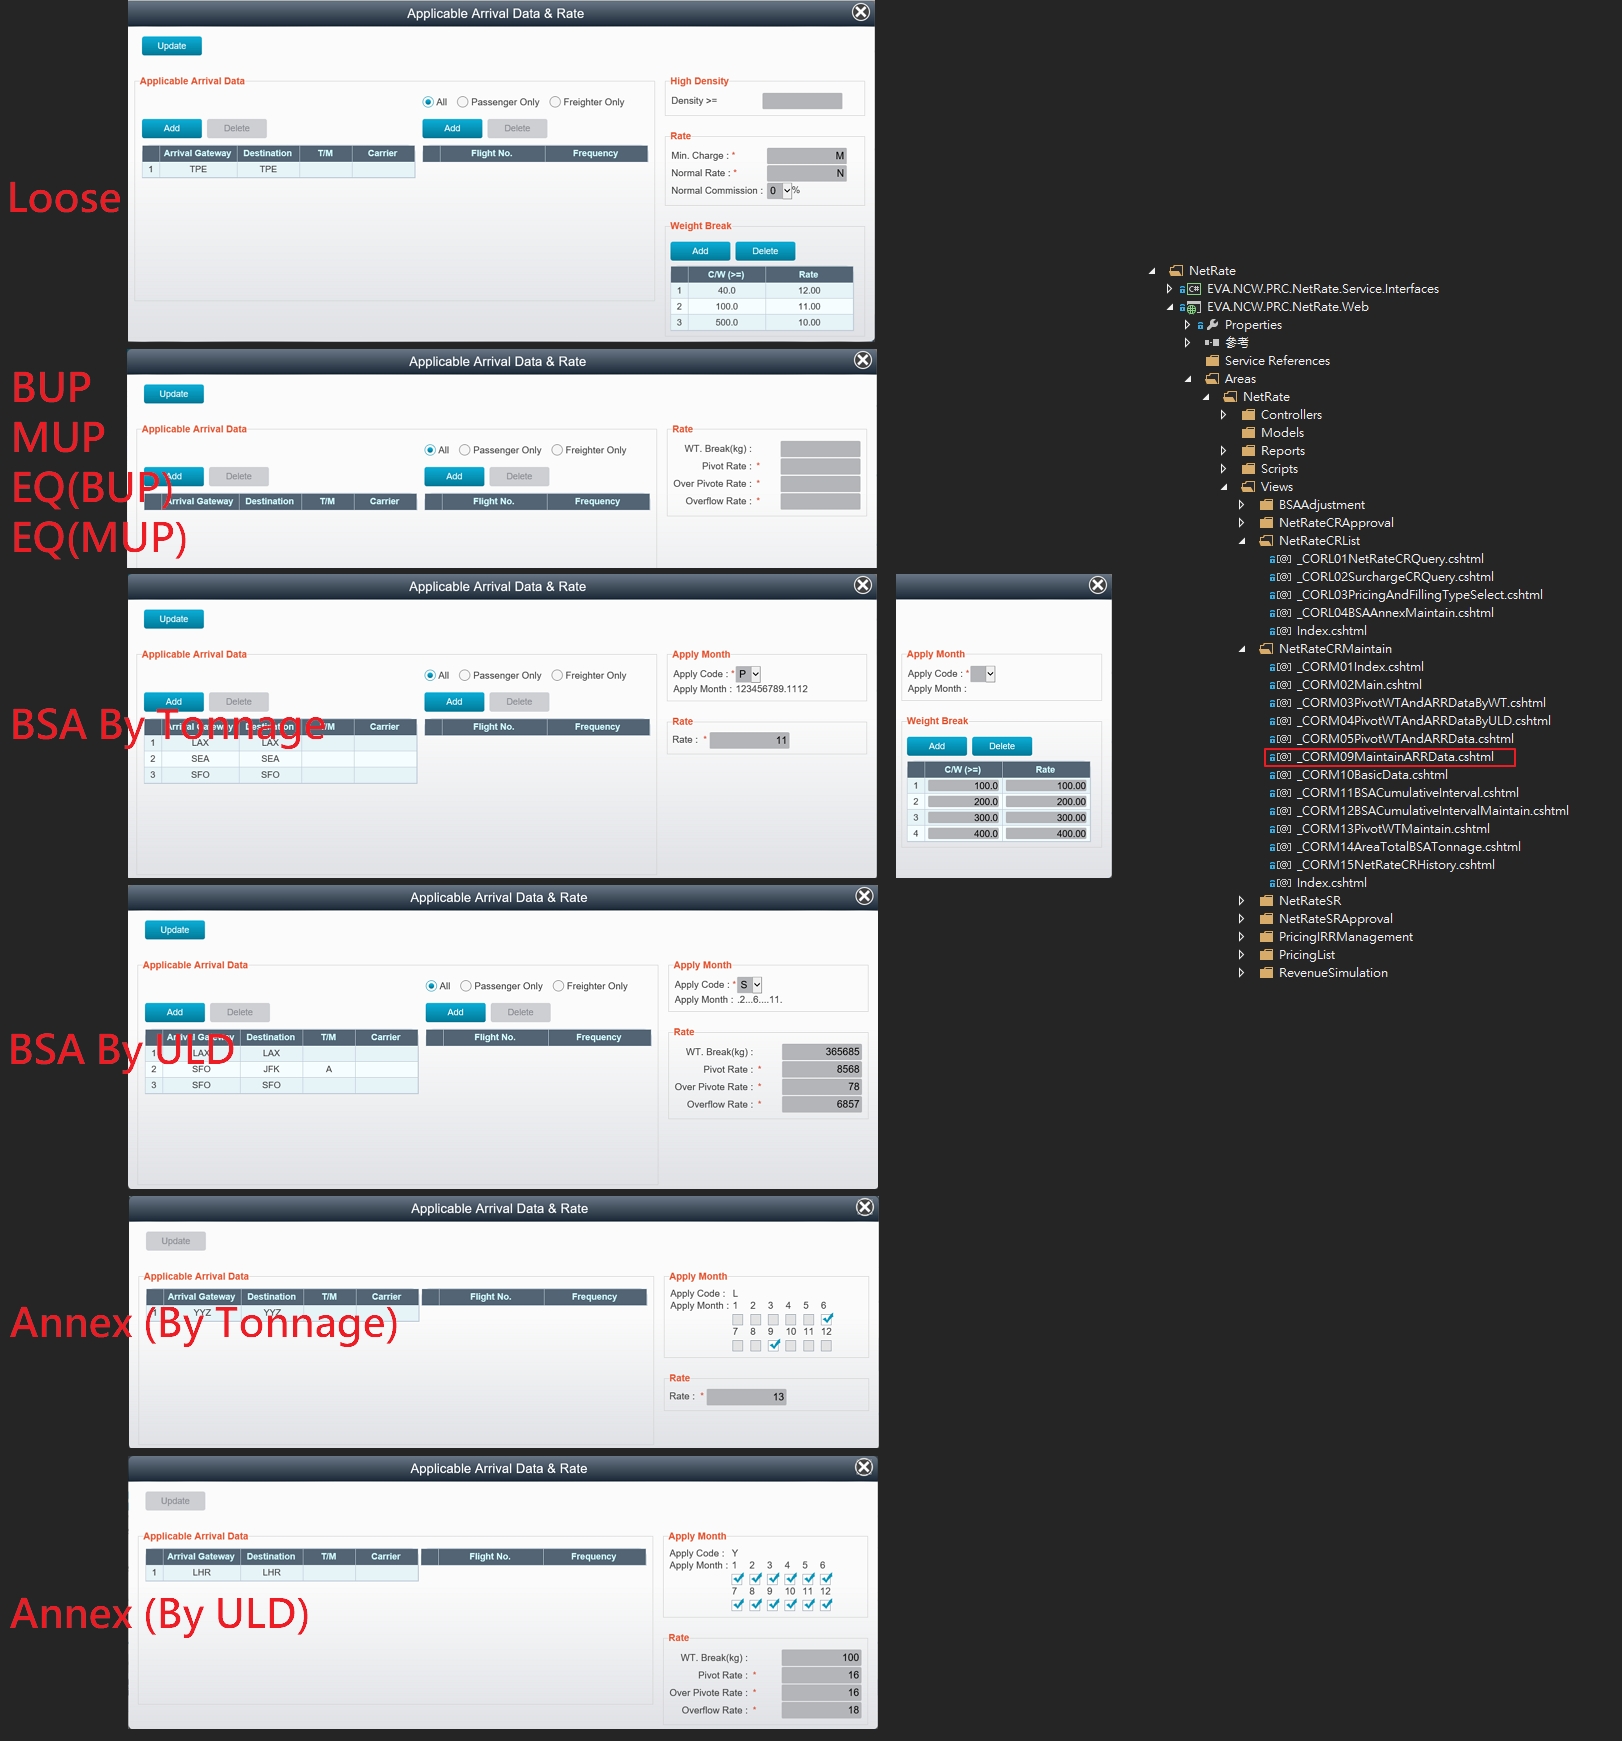 Applicable Arrival Data & Rate
Update
Applicable Arrival Data
All Passenger Only Freighter Only
Add Delete Add Delete
Arrival Gateway Destination T/M Carrier Flight No. Frequency
1 TPE TPE
High Density
Density >=
Rate
Min. Charge : * M
Normal Rate : * N
Normal Commission : 0 %
Weight Break
Add Delete
C/W (>=) Rate
1 40.0 12.00
2 100.0 11.00
3 500.0 10.00
Loose
Applicable Arrival Data & Rate
Update
Applicable Arrival Data
All Passenger Only Freighter Only
Add Delete Add Delete
Arrival Gateway Destination T/M Carrier Flight No. Frequency
Rate
WT. Break(kg) :
Pivot Rate : *
Over Pivote Rate : *
Overflow Rate : *
BUP
MUP
EQ(BUP)
EQ(MUP)
Applicable Arrival Data & Rate
Update
Applicable Arrival Data
All Passenger Only Freighter Only
Add Delete Add Delete
Arrival Gateway Destination T/M Carrier Flight No. Frequency
1 LAX LAX
2 SEA SEA
3 SFO SFO
Apply Month
Apply Code : * P
Apply Month : 123456789.1112
Rate
Rate : * 11
BSA By Tonnage
Apply Month
Apply Code : *
Apply Month :
Weight Break
Add Delete
C/W (>=) Rate
1 100.0 100.00
2 200.0 200.00
3 300.0 300.00
4 400.0 400.00
Applicable Arrival Data & Rate
Update
Applicable Arrival Data
All Passenger Only Freighter Only
Add Delete Add Delete
Arrival Gateway Destination T/M Carrier Flight No. Frequency
1 LAX LAX
2 SFO JFK A
3 SFO SFO
Apply Month
Apply Code : * S
Apply Month : .2...6....11.
Rate
WT. Break(kg) : 365685
Pivot Rate : * 8568
Over Pivote Rate : * 78
Overflow Rate : * 6857
BSA By ULD
Applicable Arrival Data & Rate
Update
Applicable Arrival Data
Arrival Gateway Destination T/M Carrier Flight No. Frequency
1 YYZ YYZ
Apply Month
Apply Code : L
Apply Month : 1 2 3 4 5 6
7 8 9 10 11 12
Rate
Rate : * 13
Annex (By Tonnage)
Applicable Arrival Data & Rate
Update
Applicable Arrival Data
Arrival Gateway Destination T/M Carrier Flight No. Frequency
1 LHR LHR
Apply Month
Apply Code : Y
Apply Month : 1 2 3 4 5 6
7 8 9 10 11 12
Rate
WT. Break(kg) : 100
Pivot Rate : * 16
Over Pivote Rate : * 16
Overflow Rate : * 18
Annex (By ULD)
NetRate
C# EVA.NCW.PRC.NetRate.Service.Interfaces
EVA.NCW.PRC.NetRate.Web
Properties
參考
Service References
Areas
NetRate
Controllers
Models
Reports
Scripts
Views
BSAAdjustment
NetRateCRApproval
NetRateCRList
[@] _CORL01NetRateCRQuery.cshtml
[@] _CORL02SurchargeCRQuery.cshtml
[@] _CORL03PricingAndFillingTypeSelect.cshtml
[@] _CORL04BSAAnnexMaintain.cshtml
[@] Index.cshtml
NetRateCRMaintain
[@] _CORM01Index.cshtml
[@] _CORM02Main.cshtml
[@] _CORM03PivotWTAndARRDataByWT.cshtml
[@] _CORM04PivotWTAndARRDataByULD.cshtml
[@] _CORM05PivotWTAndARRData.cshtml
[@] _CORM09MaintainARRData.cshtml
[@] _CORM10BasicData.cshtml
[@] _CORM11BSACumulativeInterval.cshtml
[@] _CORM12BSACumulativeIntervalMaintain.cshtml
[@] _CORM13PivotWTMaintain.cshtml
[@] _CORM14AreaTotalBSATonnage.cshtml
[@] _CORM15NetRateCRHistory.cshtml
[@] Index.cshtml
NetRateSR
NetRateSRApproval
PricingIRRManagement
PricingList
RevenueSimulation